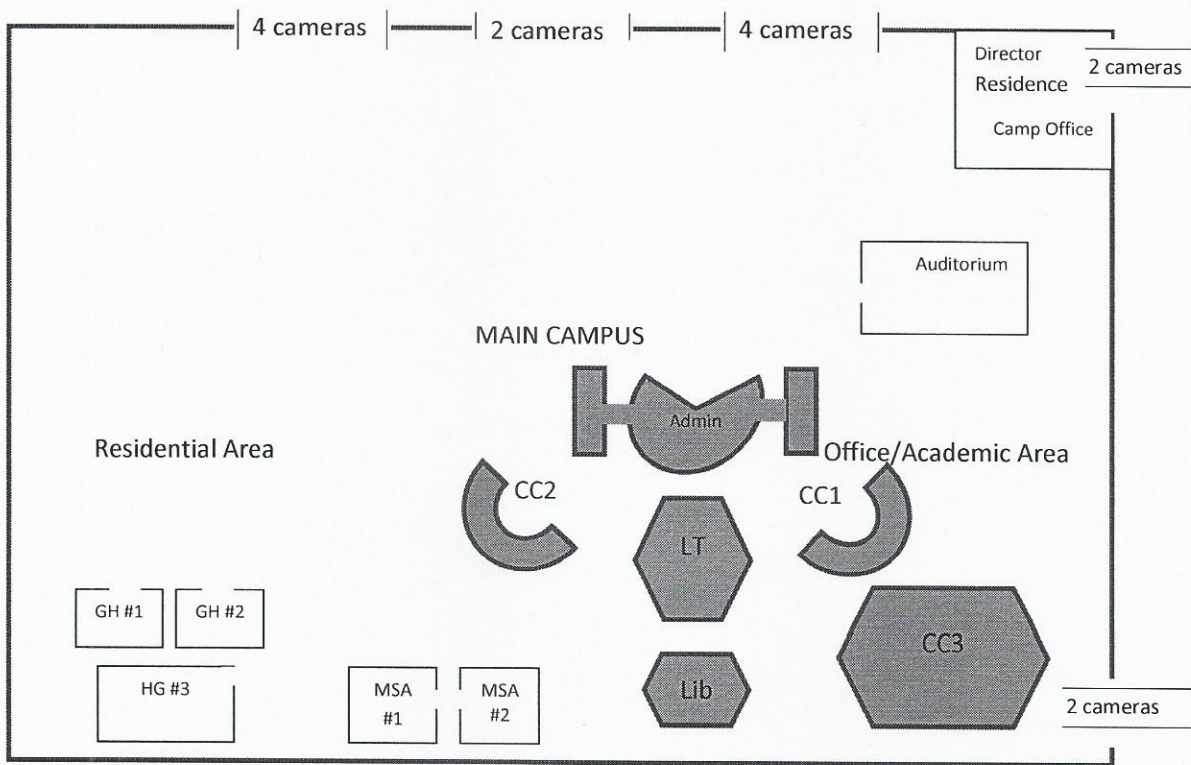 4 cameras
2 cameras
4 cameras
Director
Residence
2 cameras
Camp Office
Auditorium
MAIN CAMPUS
Admin
Residential Area
Office/Academic Area
CC2
CC1
LT
GH #1
GH #2
CC3
HG #3
MSA
#1
MSA
#2
Lib
2 cameras